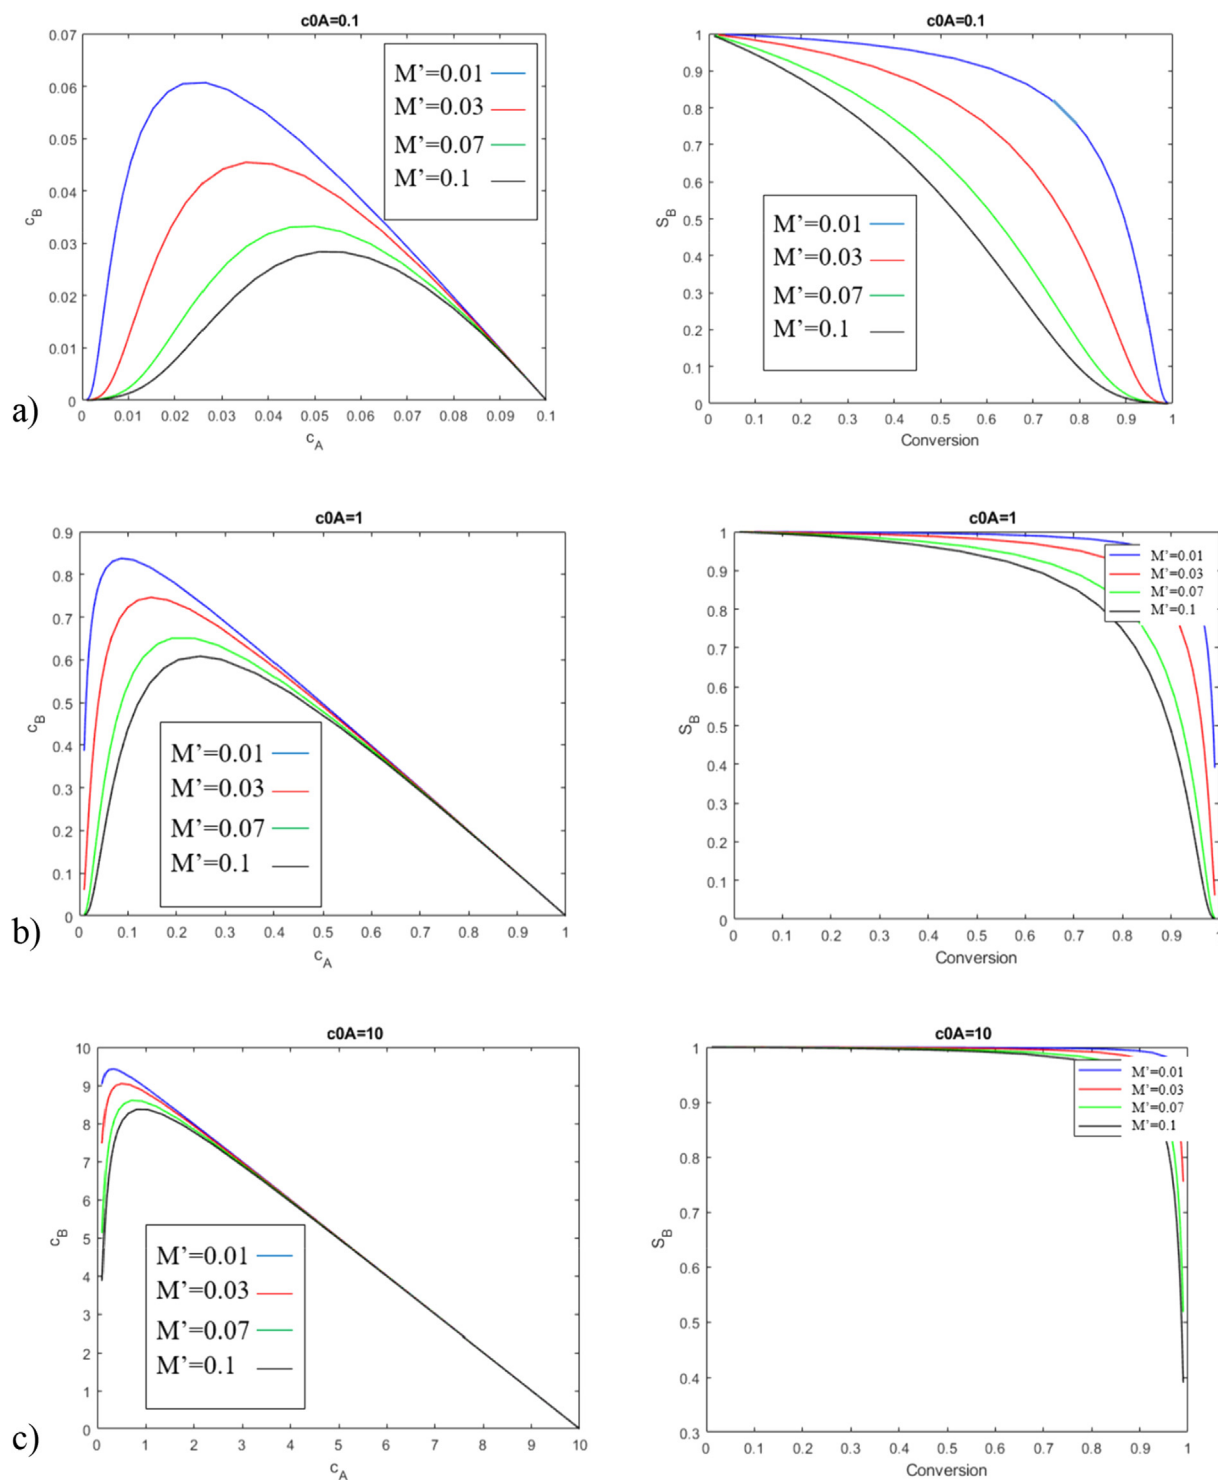 c0A=0.1
0.07
0.06
0.05
0.04
0.03
0.02
0.01
0
c_B
M’=0.01
M’=0.03
M’=0.07
M’=0.1
0 0.01 0.02 0.03 0.04 0.05 0.06 0.07 0.08 0.09 0.1
c_A
a)
c0A=0.1
1
0.9
0.8
0.7
0.6
0.5
0.4
0.3
0.2
0.1
0
S_B
M’=0.01
M’=0.03
M’=0.07
M’=0.1
0 0.1 0.2 0.3 0.4 0.5 0.6 0.7 0.8 0.9 1
Conversion
c0A=1
0.9
0.8
0.7
0.6
0.5
0.4
0.3
0.2
0.1
0
c_B
M’=0.01
M’=0.03
M’=0.07
M’=0.1
0 0.1 0.2 0.3 0.4 0.5 0.6 0.7 0.8 0.9 1
c_A
b)
c0A=1
1
0.9
0.8
0.7
0.6
0.5
0.4
0.3
0.2
0.1
0
S_B
M’=0.01
M’=0.03
M’=0.07
M’=0.1
0 0.1 0.2 0.3 0.4 0.5 0.6 0.7 0.8 0.9 1
Conversion
c0A=10
10
9
8
7
6
5
4
3
2
1
0
c_B
M’=0.01
M’=0.03
M’=0.07
M’=0.1
0 1 2 3 4 5 6 7 8 9 10
c_A
c)
c0A=10
1
0.9
0.8
0.7
0.6
0.5
0.4
0.3
S_B
M’=0.01
M’=0.03
M’=0.07
M’=0.1
0 0.1 0.2 0.3 0.4 0.5 0.6 0.7 0.8 0.9 1
Conversion